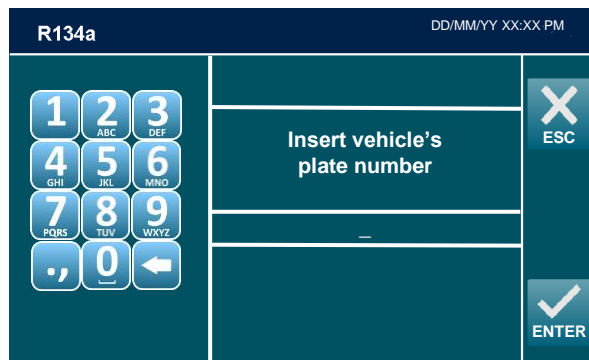 R134a
DD/MM/YY XX:XX PM
1 2 3
ABC DEF
4 5 6
GHI JKL MNO
7 8 9
PQRS TUV WXYZ
., 0
Insert vehicle's
plate number
_
ESC
ENTER